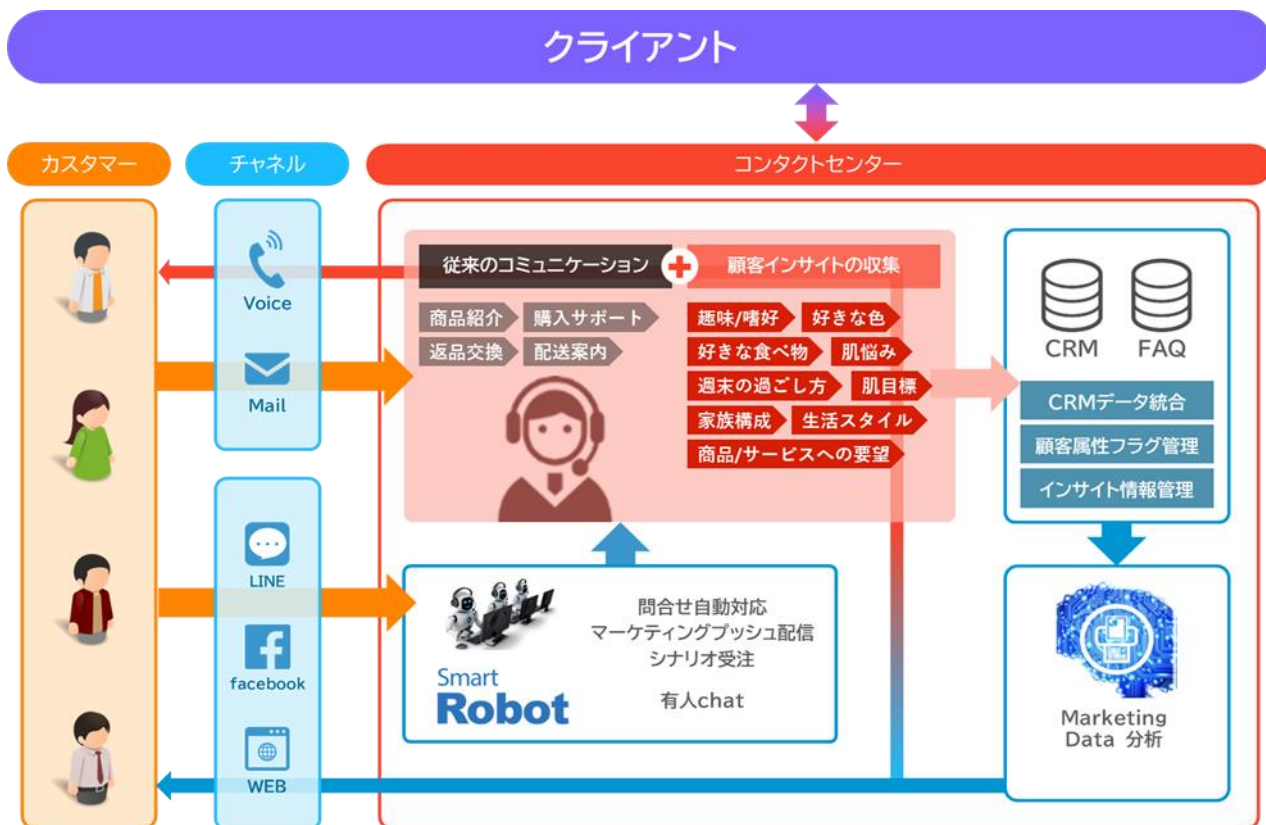 クライアント
カスタマー
チャネル
コンタクトセンター
Voice
Mail
LINE
facebook
WEB
従来のコミュニケーション
顧客インサイトの収集
商品紹介
購入サポート
返品交換
配送案内
趣味/嗜好
好きな色
好きな食べ物
肌悩み
週末の過ごし方
肌目標
家族構成
生活スタイル
商品/サービスへの要望
Smart
Robot
問合せ自動対応
マーケティングプッシュ配信
シナリオ受注
有人chat
CRM
FAQ
CRMデータ統合
顧客属性フラグ管理
インサイト情報管理
Marketing
Data 分析